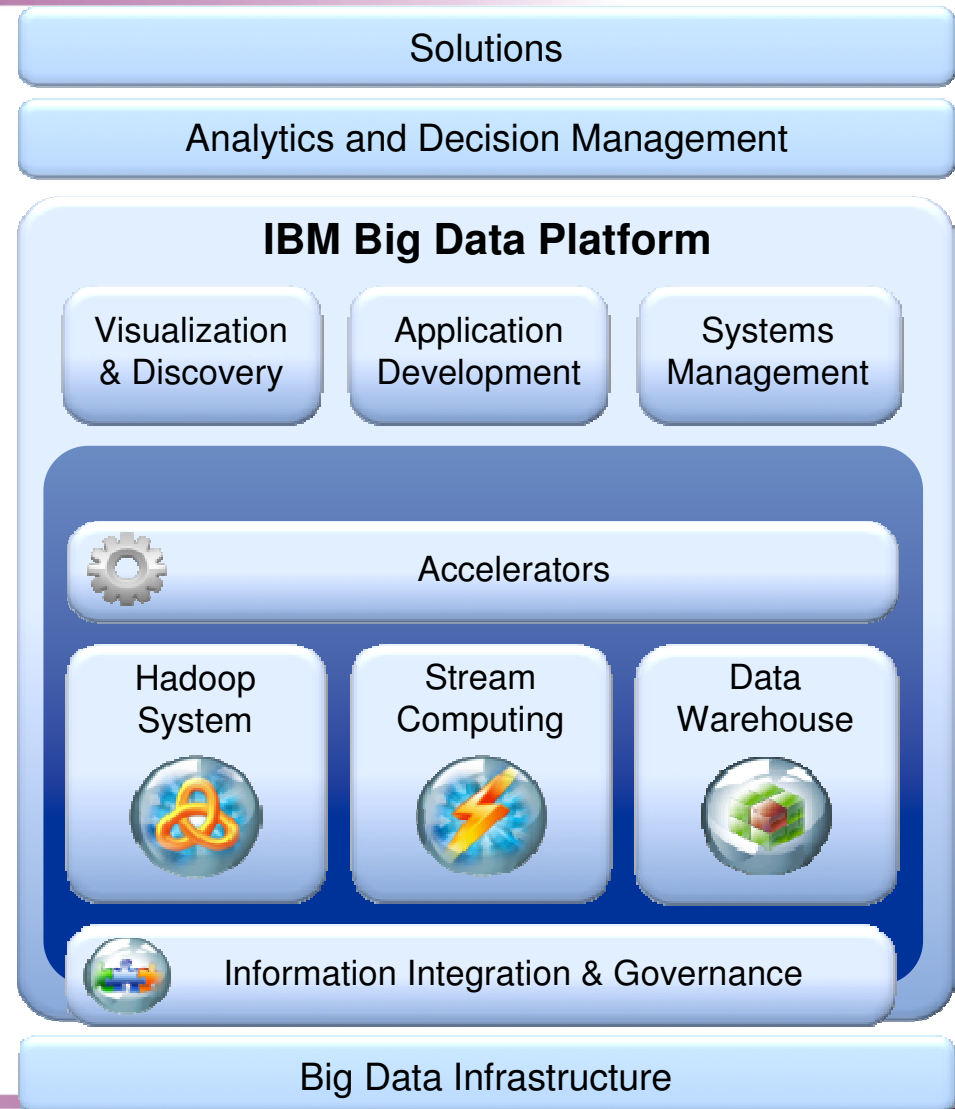 Solutions
Analytics and Decision Management
IBM Big Data Platform
Visualization
& Discovery
Application
Development
Systems
Management
Accelerators
Hadoop
System
Stream
Computing
Data
Warehouse
Information Integration & Governance
Big Data Infrastructure